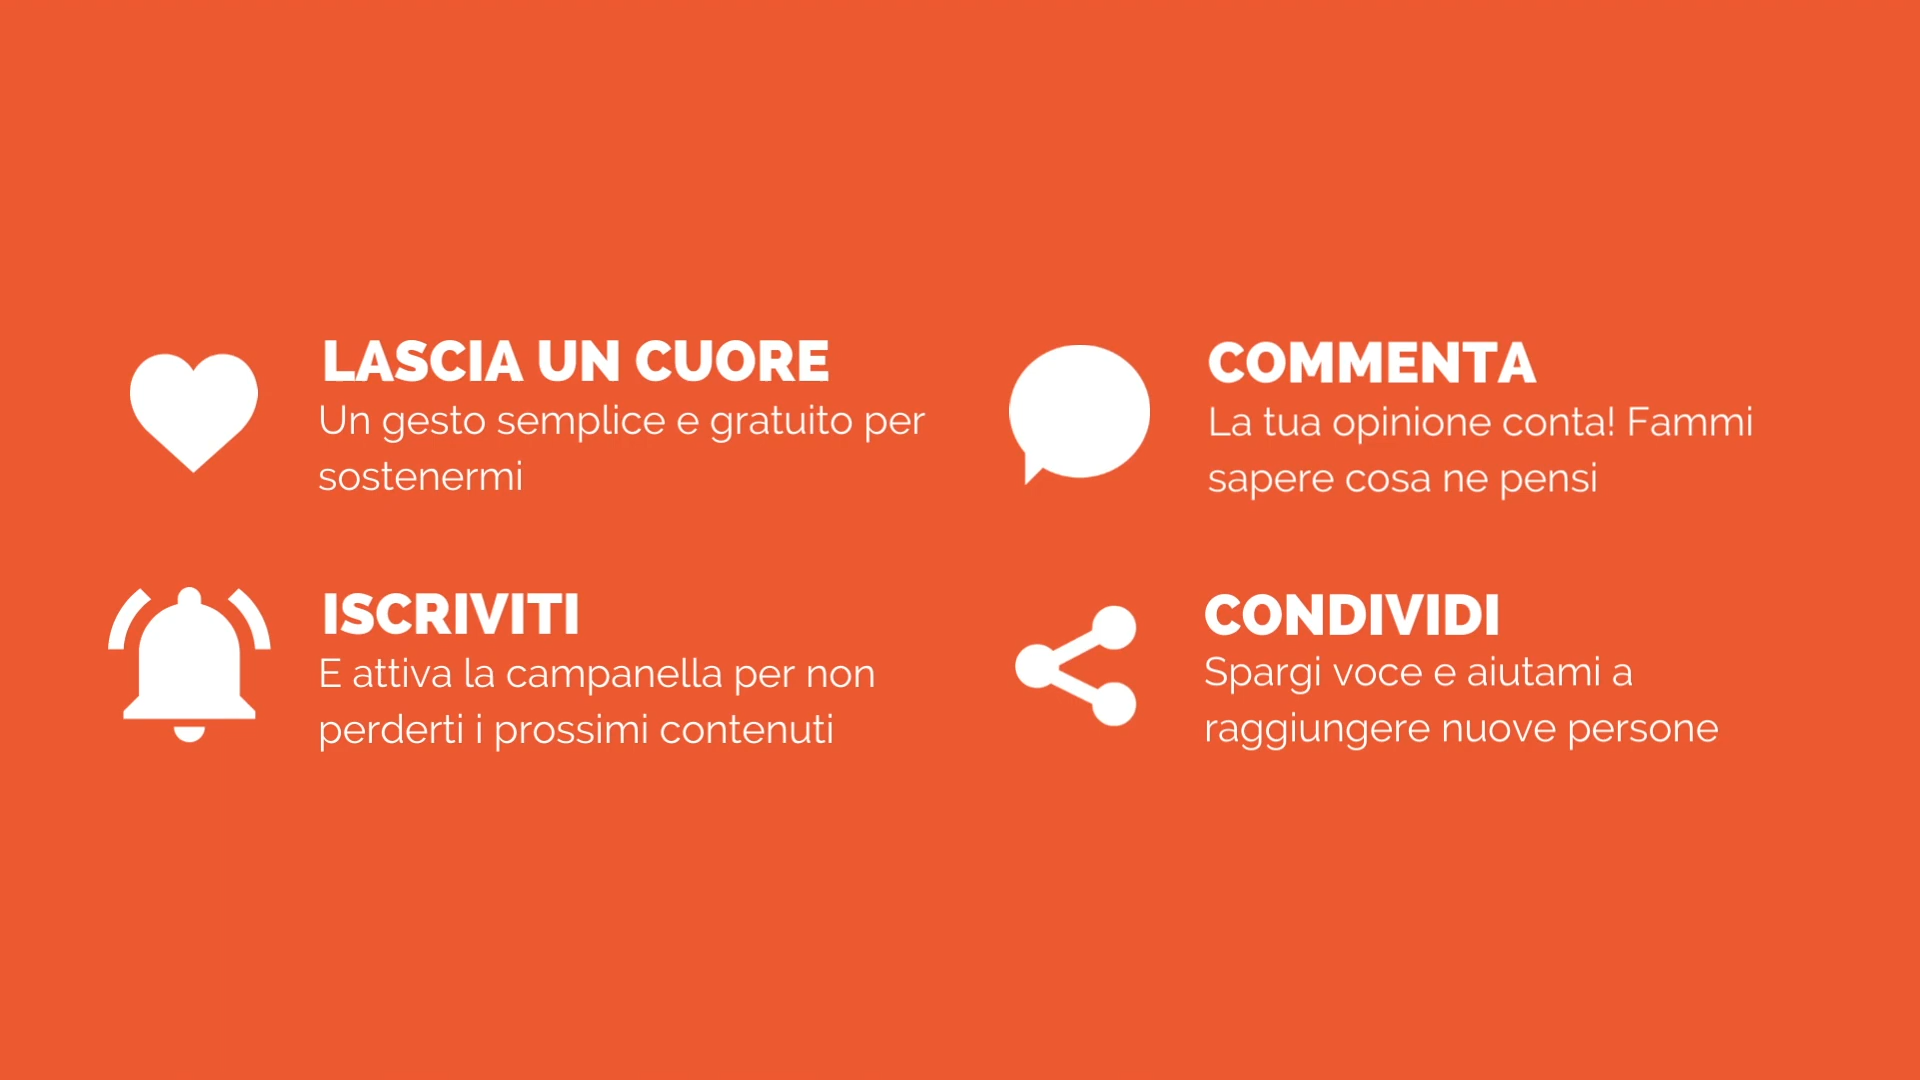 LASCIA UN CUORE
Un gesto semplice e gratuito per
sostenermi
COMMENTA
La tua opinione conta! Fammi
sapere cosa ne pensi
ISCRIVITI
E attiva la campanella per non
perderti i prossimi contenuti
CONDIVIDI
Spargi voce e aiutami a
raggiungere nuove persone